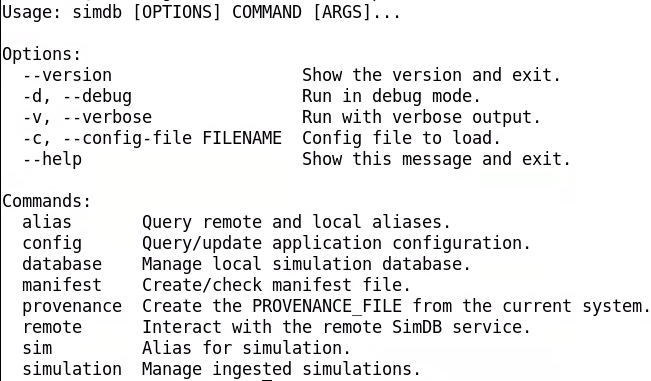 Usage: simdb [OPTIONS] COMMAND [ARGS]...

Options:
  --version                   Show the version and exit.
  -d, --debug                 Run in debug mode.
  -v, --verbose               Run with verbose output.
  -c, --config-file FILENAME  Config file to load.
  --help                      Show this message and exit.

Commands:
  alias       Query remote and local aliases.
  config      Query/update application configuration.
  database    Manage local simulation database.
  manifest    Create/check manifest file.
  provenance  Create the PROVENANCE_FILE from the current system.
  remote      Interact with the remote SimDB service.
  sim         Alias for simulation.
  simulation  Manage ingested simulations.